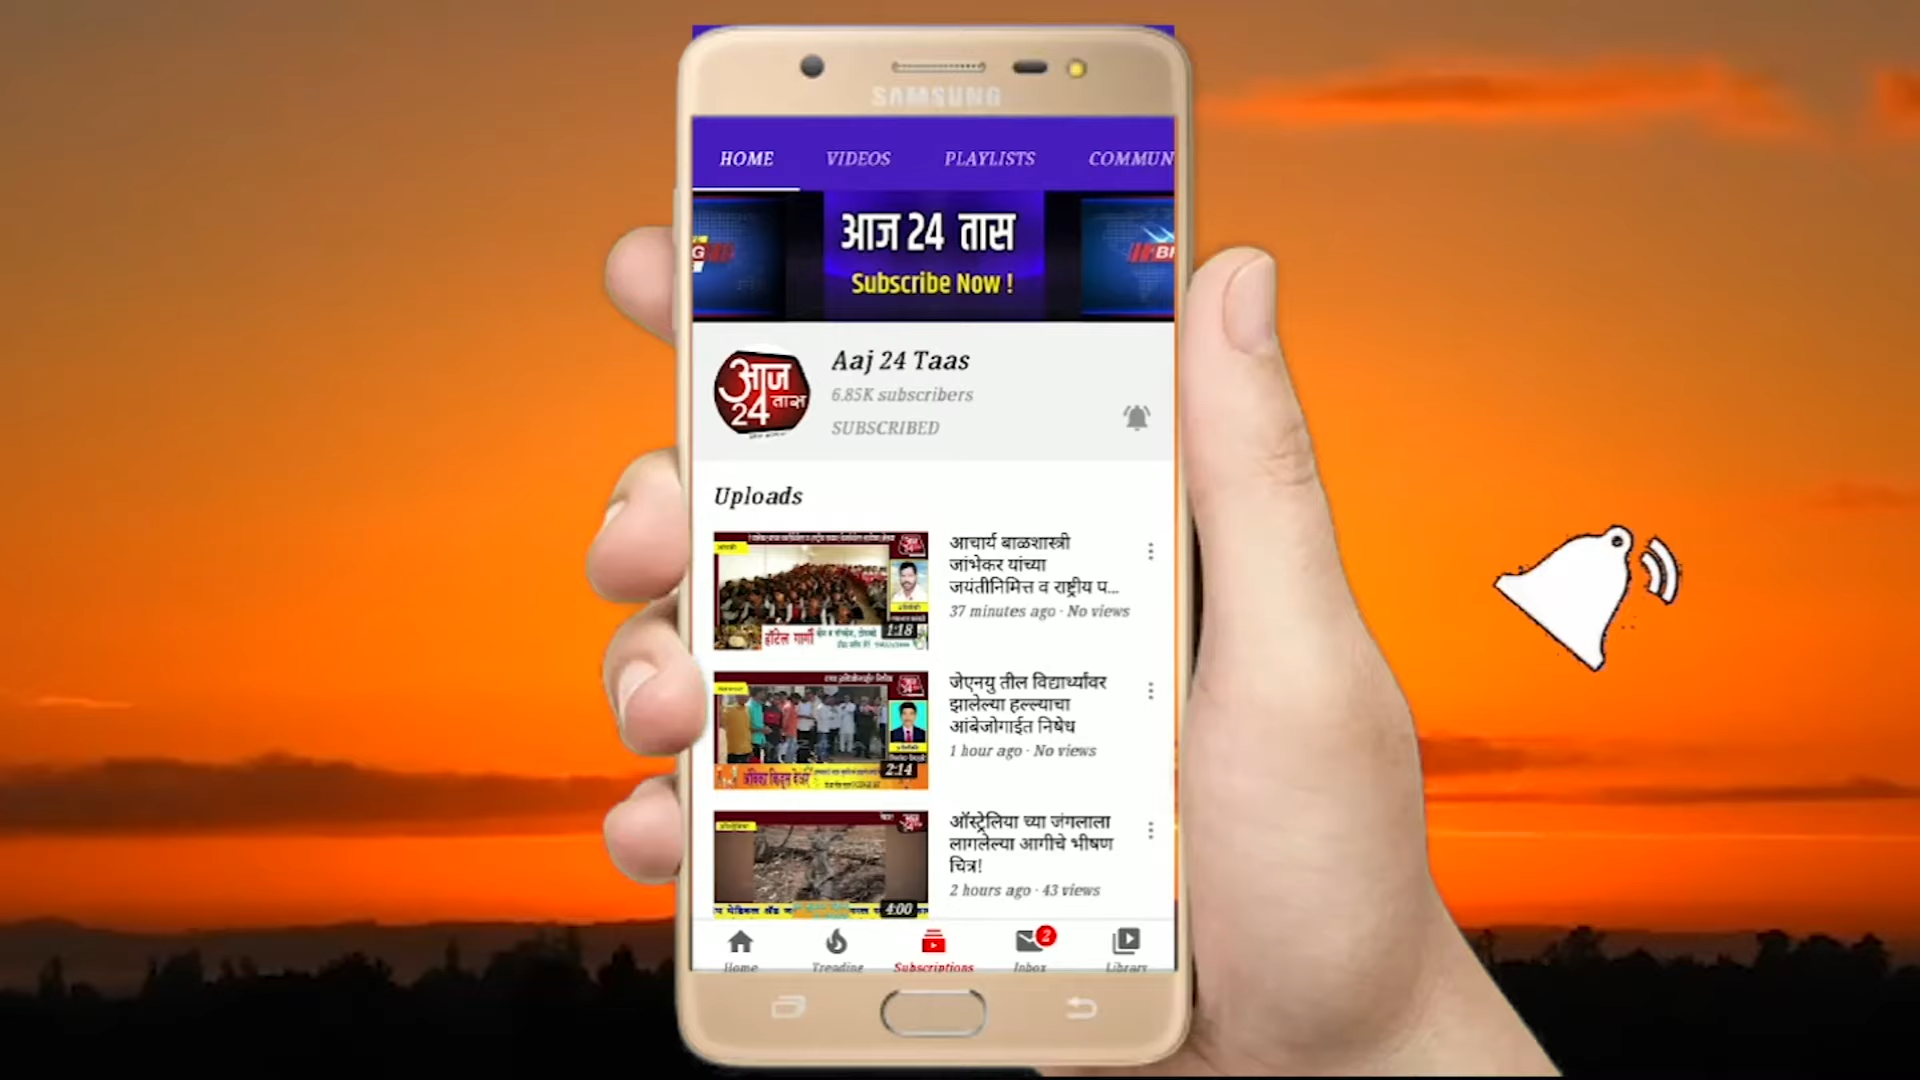 SAMSUNG
HOME VIDEOS PLAYLISTS COMMUN
आज 24 तास
Subscribe Now !
आज
24 तास
Aaj 24 Taas
6.85K subscribers
SUBSCRIBED
Uploads
आचार्य बाळशास्त्री
जांभेकर यांच्या
जयंतीनिमित्त व राष्ट्रीय प...
37 minutes ago · No views
हॉटेल गार्गी
1:18
जेएनयु तील विद्यार्थ्यांवर
झालेल्या हल्ल्याचा
आंबेजोगाईत निषेध
1 hour ago · No views
2:14
ऑस्ट्रेलिया च्या जंगलाला
लागलेल्या आगीचे भीषण
चित्र!
2 hours ago · 43 views
4:00
2
Home Trending Subscriptions Inbox Library